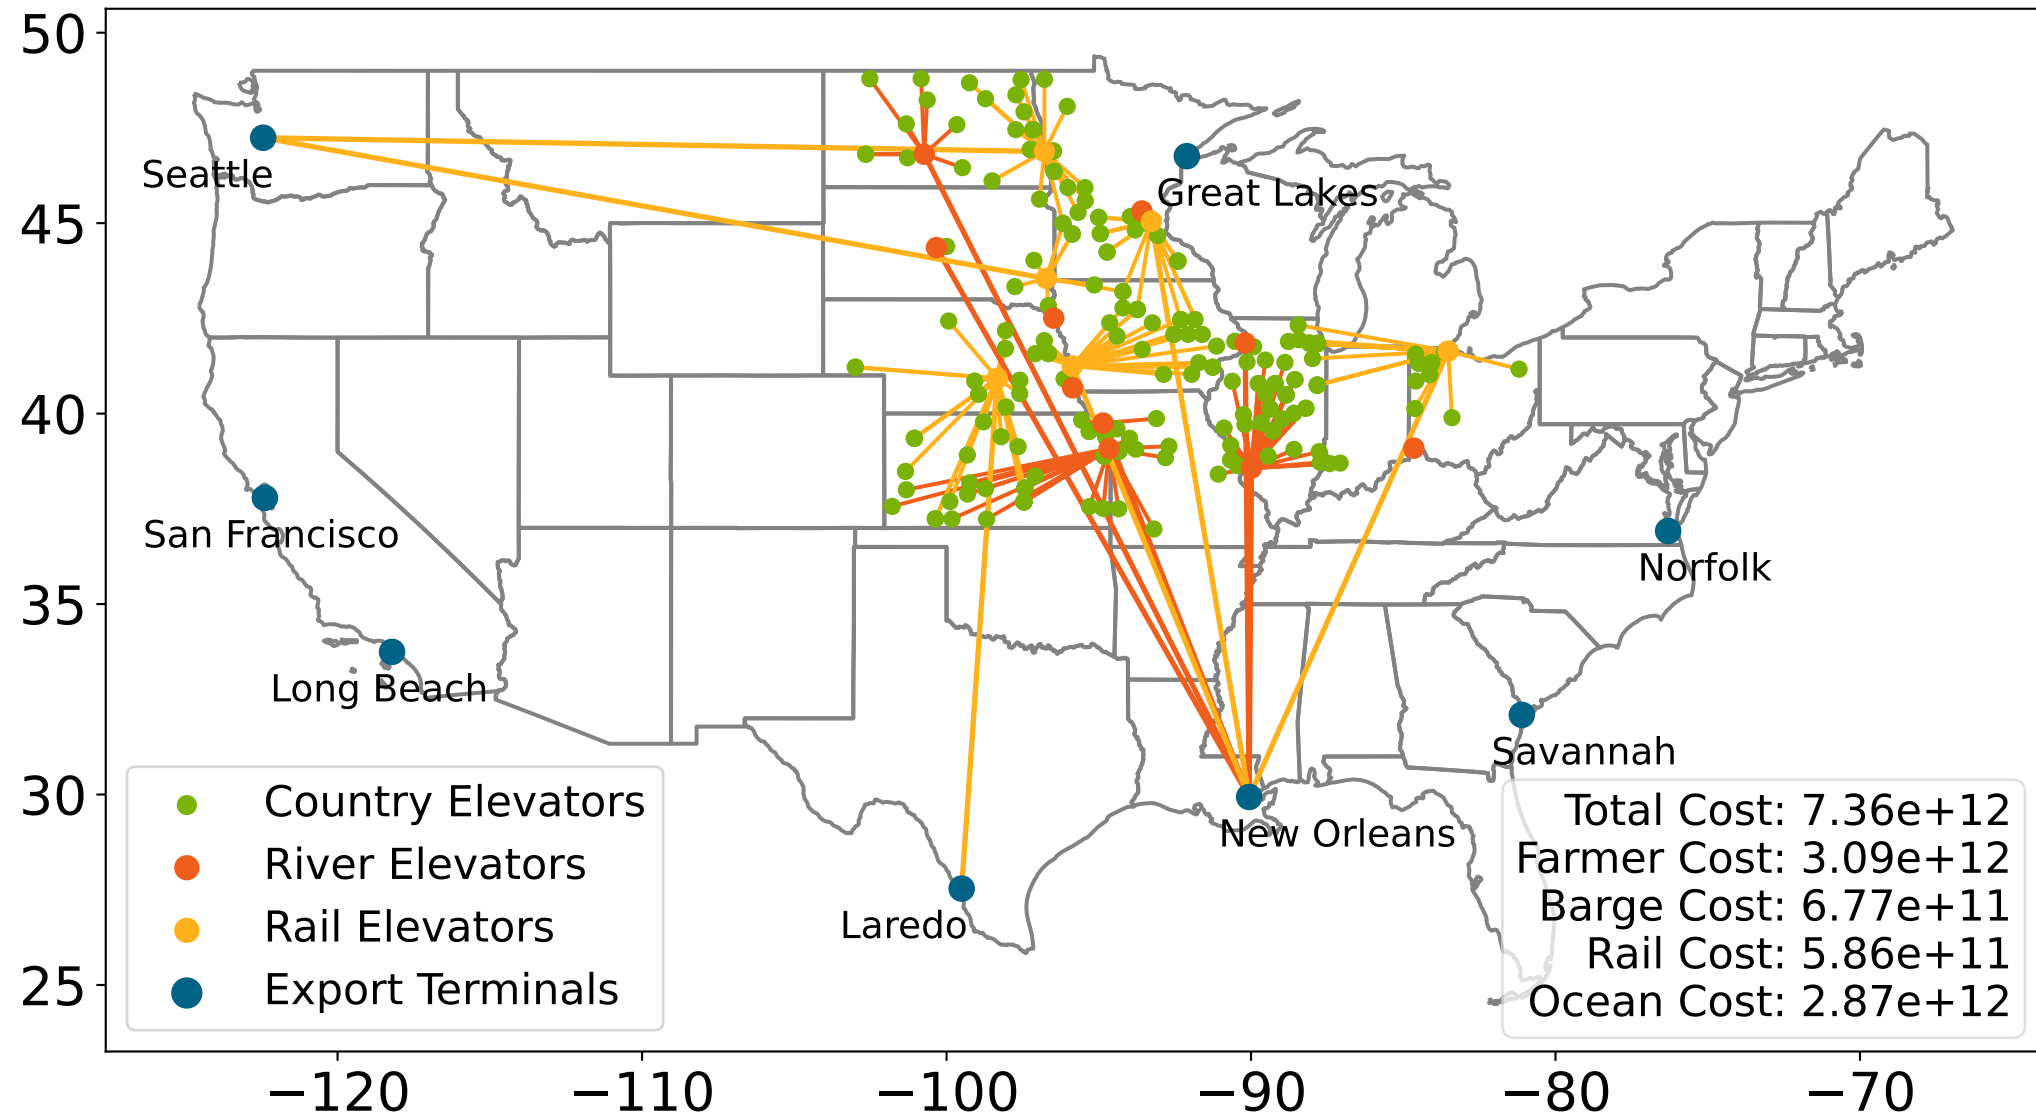 50
45
40
35
30
25
−120
−110
−100
−90
−80
−70
Seattle
Great Lakes
San Francisco
Norfolk
Long Beach
Savannah
New Orleans
Laredo
Country Elevators
River Elevators
Rail Elevators
Export Terminals
Total Cost: 7.36e+12
Farmer Cost: 3.09e+12
Barge Cost: 6.77e+11
Rail Cost: 5.86e+11
Ocean Cost: 2.87e+12